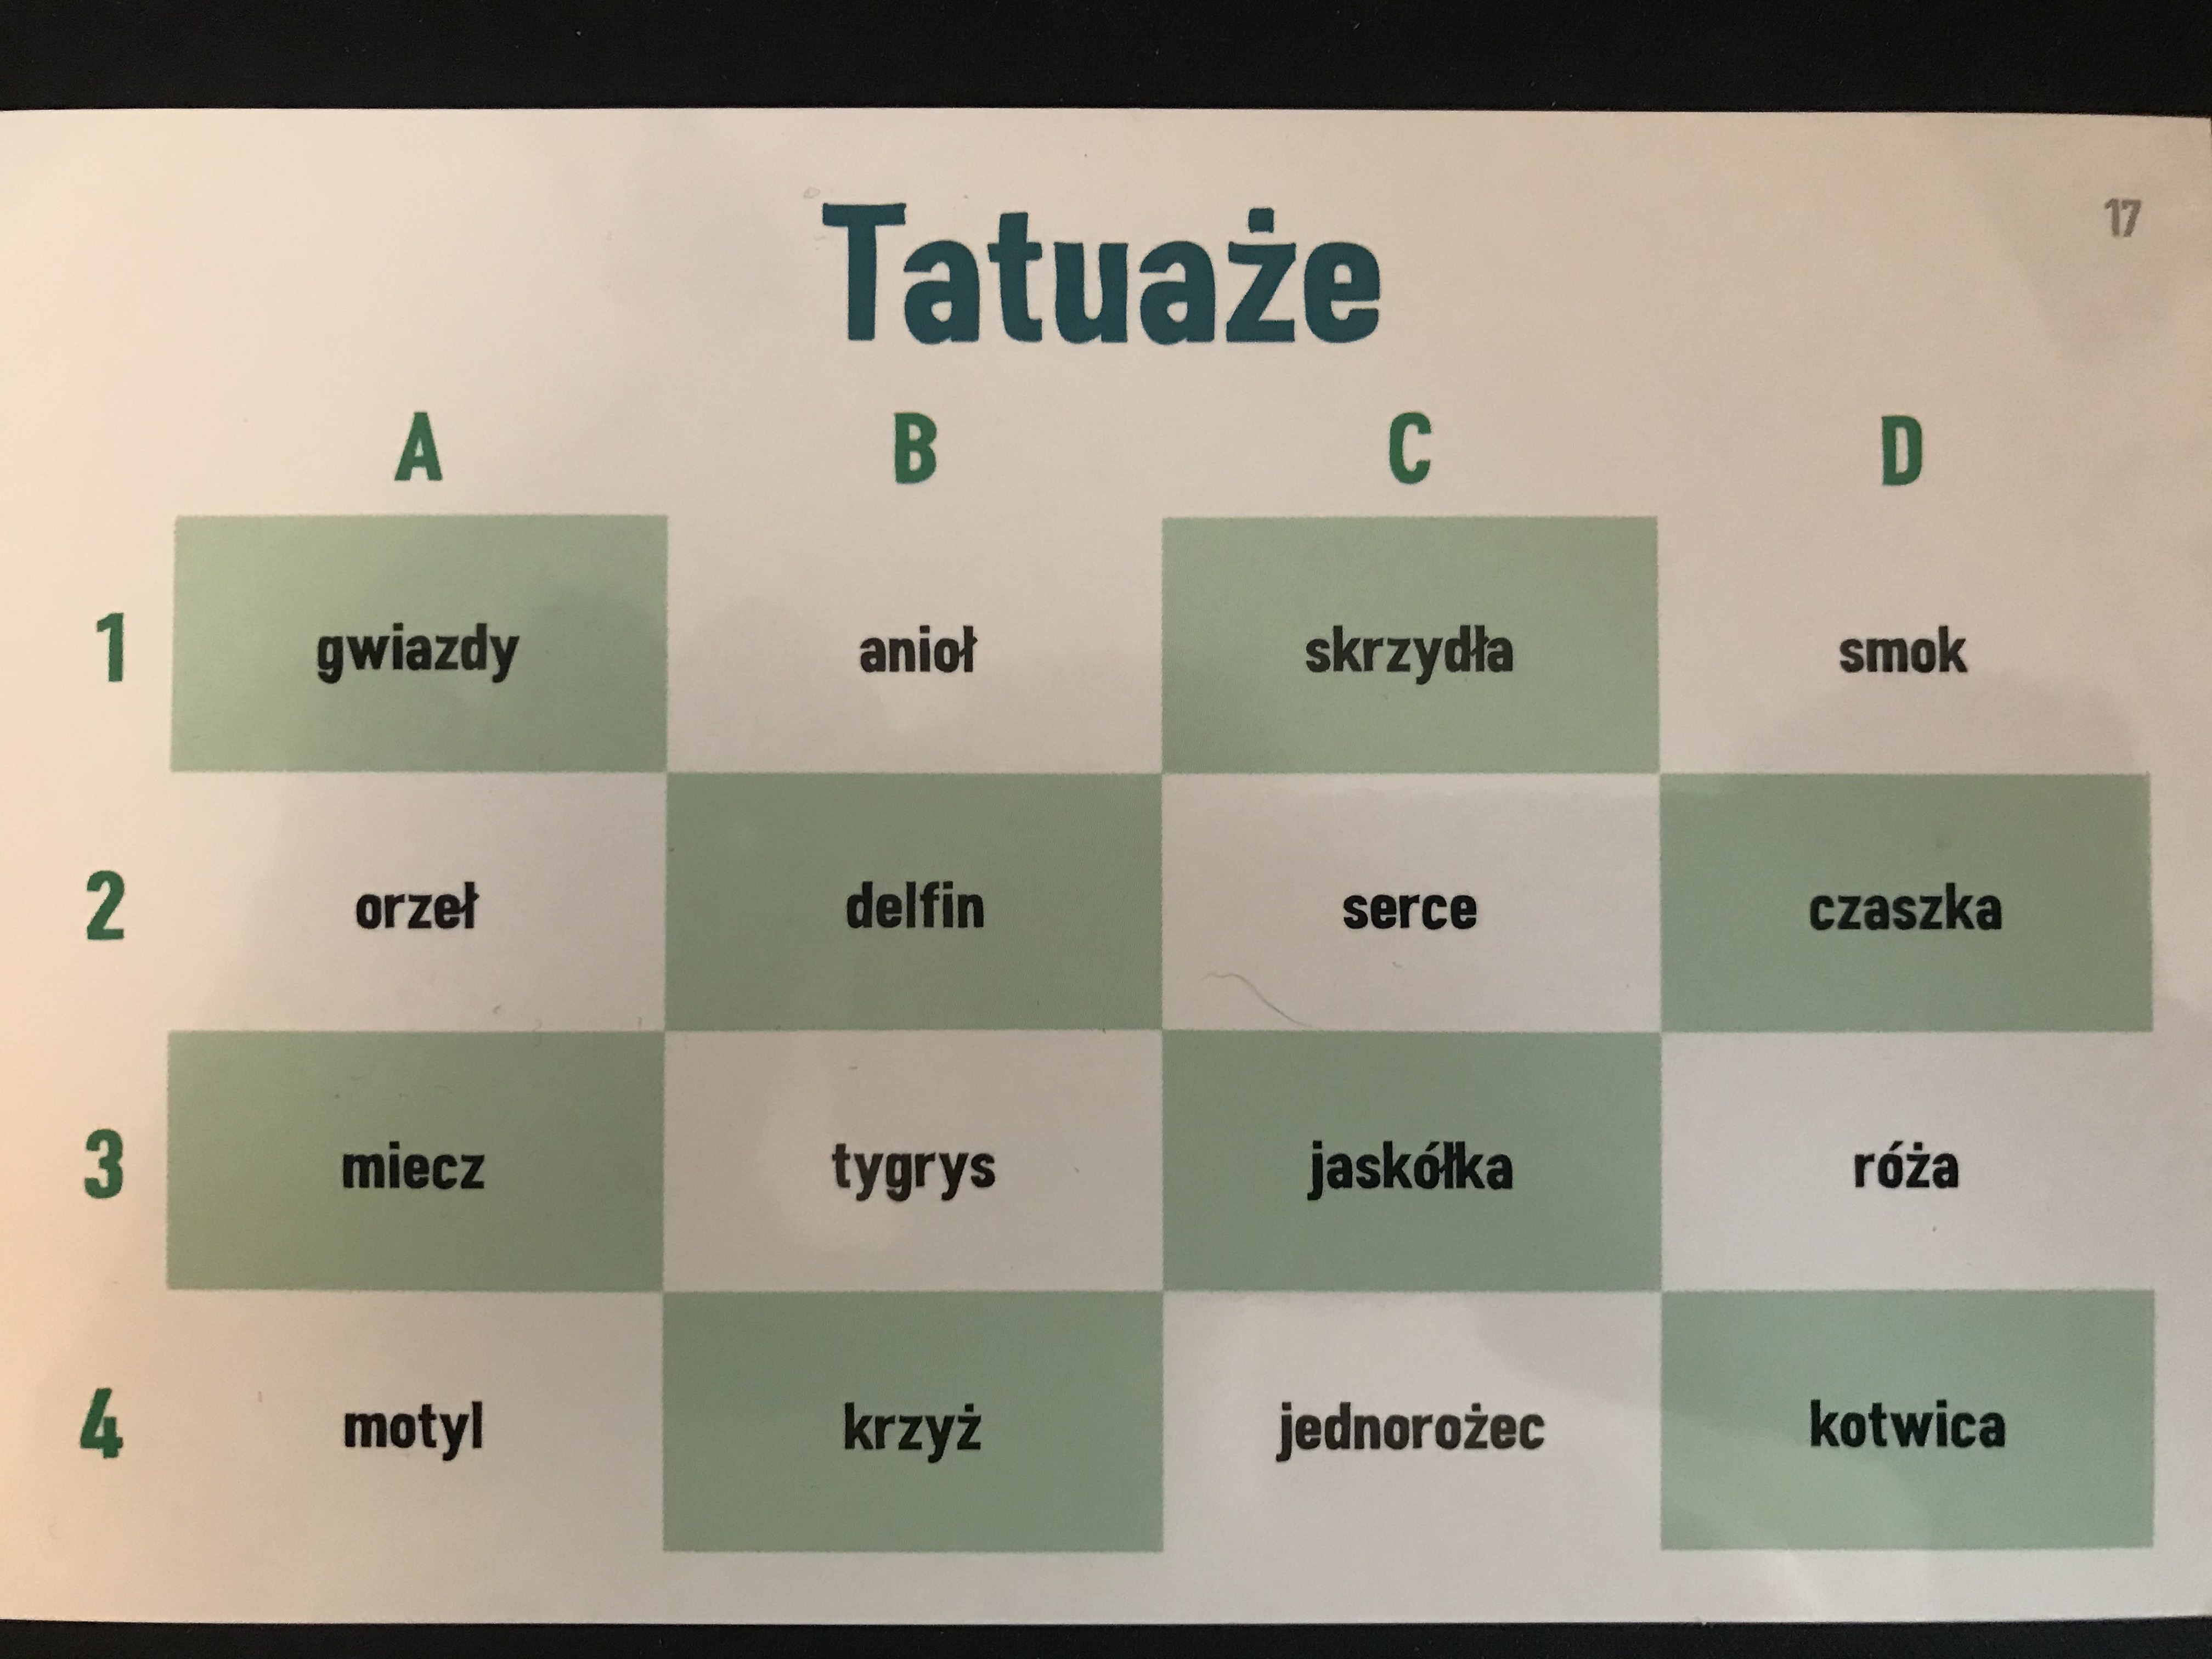 17
Tatuaże
A B C D
1 gwiazdy anioł skrzydła smok
2 orzeł delfin serce czaszka
3 miecz tygrys jaskółka róża
4 motyl krzyż jednorożec kotwica